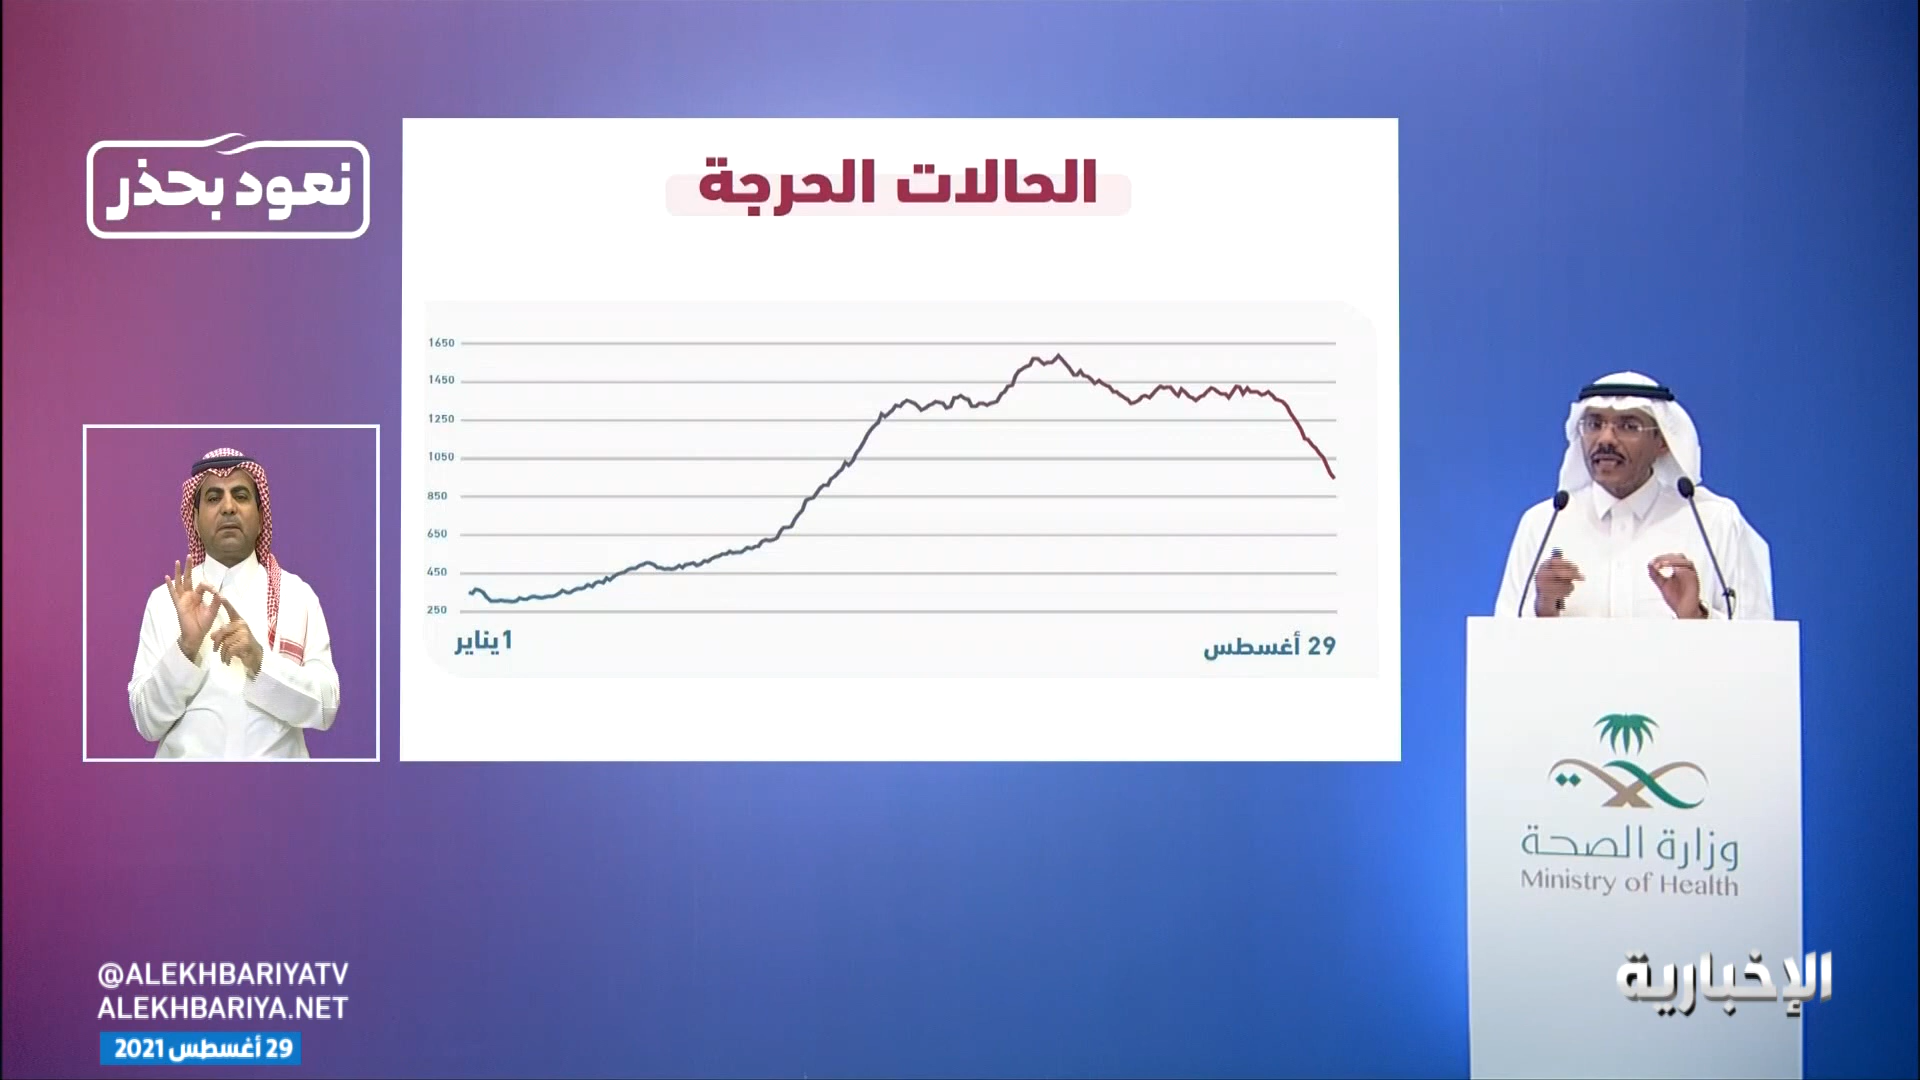 نعود بحذر
الحالات الحرجة
1650
1450
1250
1050
850
650
450
250
1 يناير
29 أغسطس
وزارة الصحة
Ministry of Health
@ALEKHBARIYATV
ALEKHBARIYA.NET
29 أغسطس 2021
الإخبارية